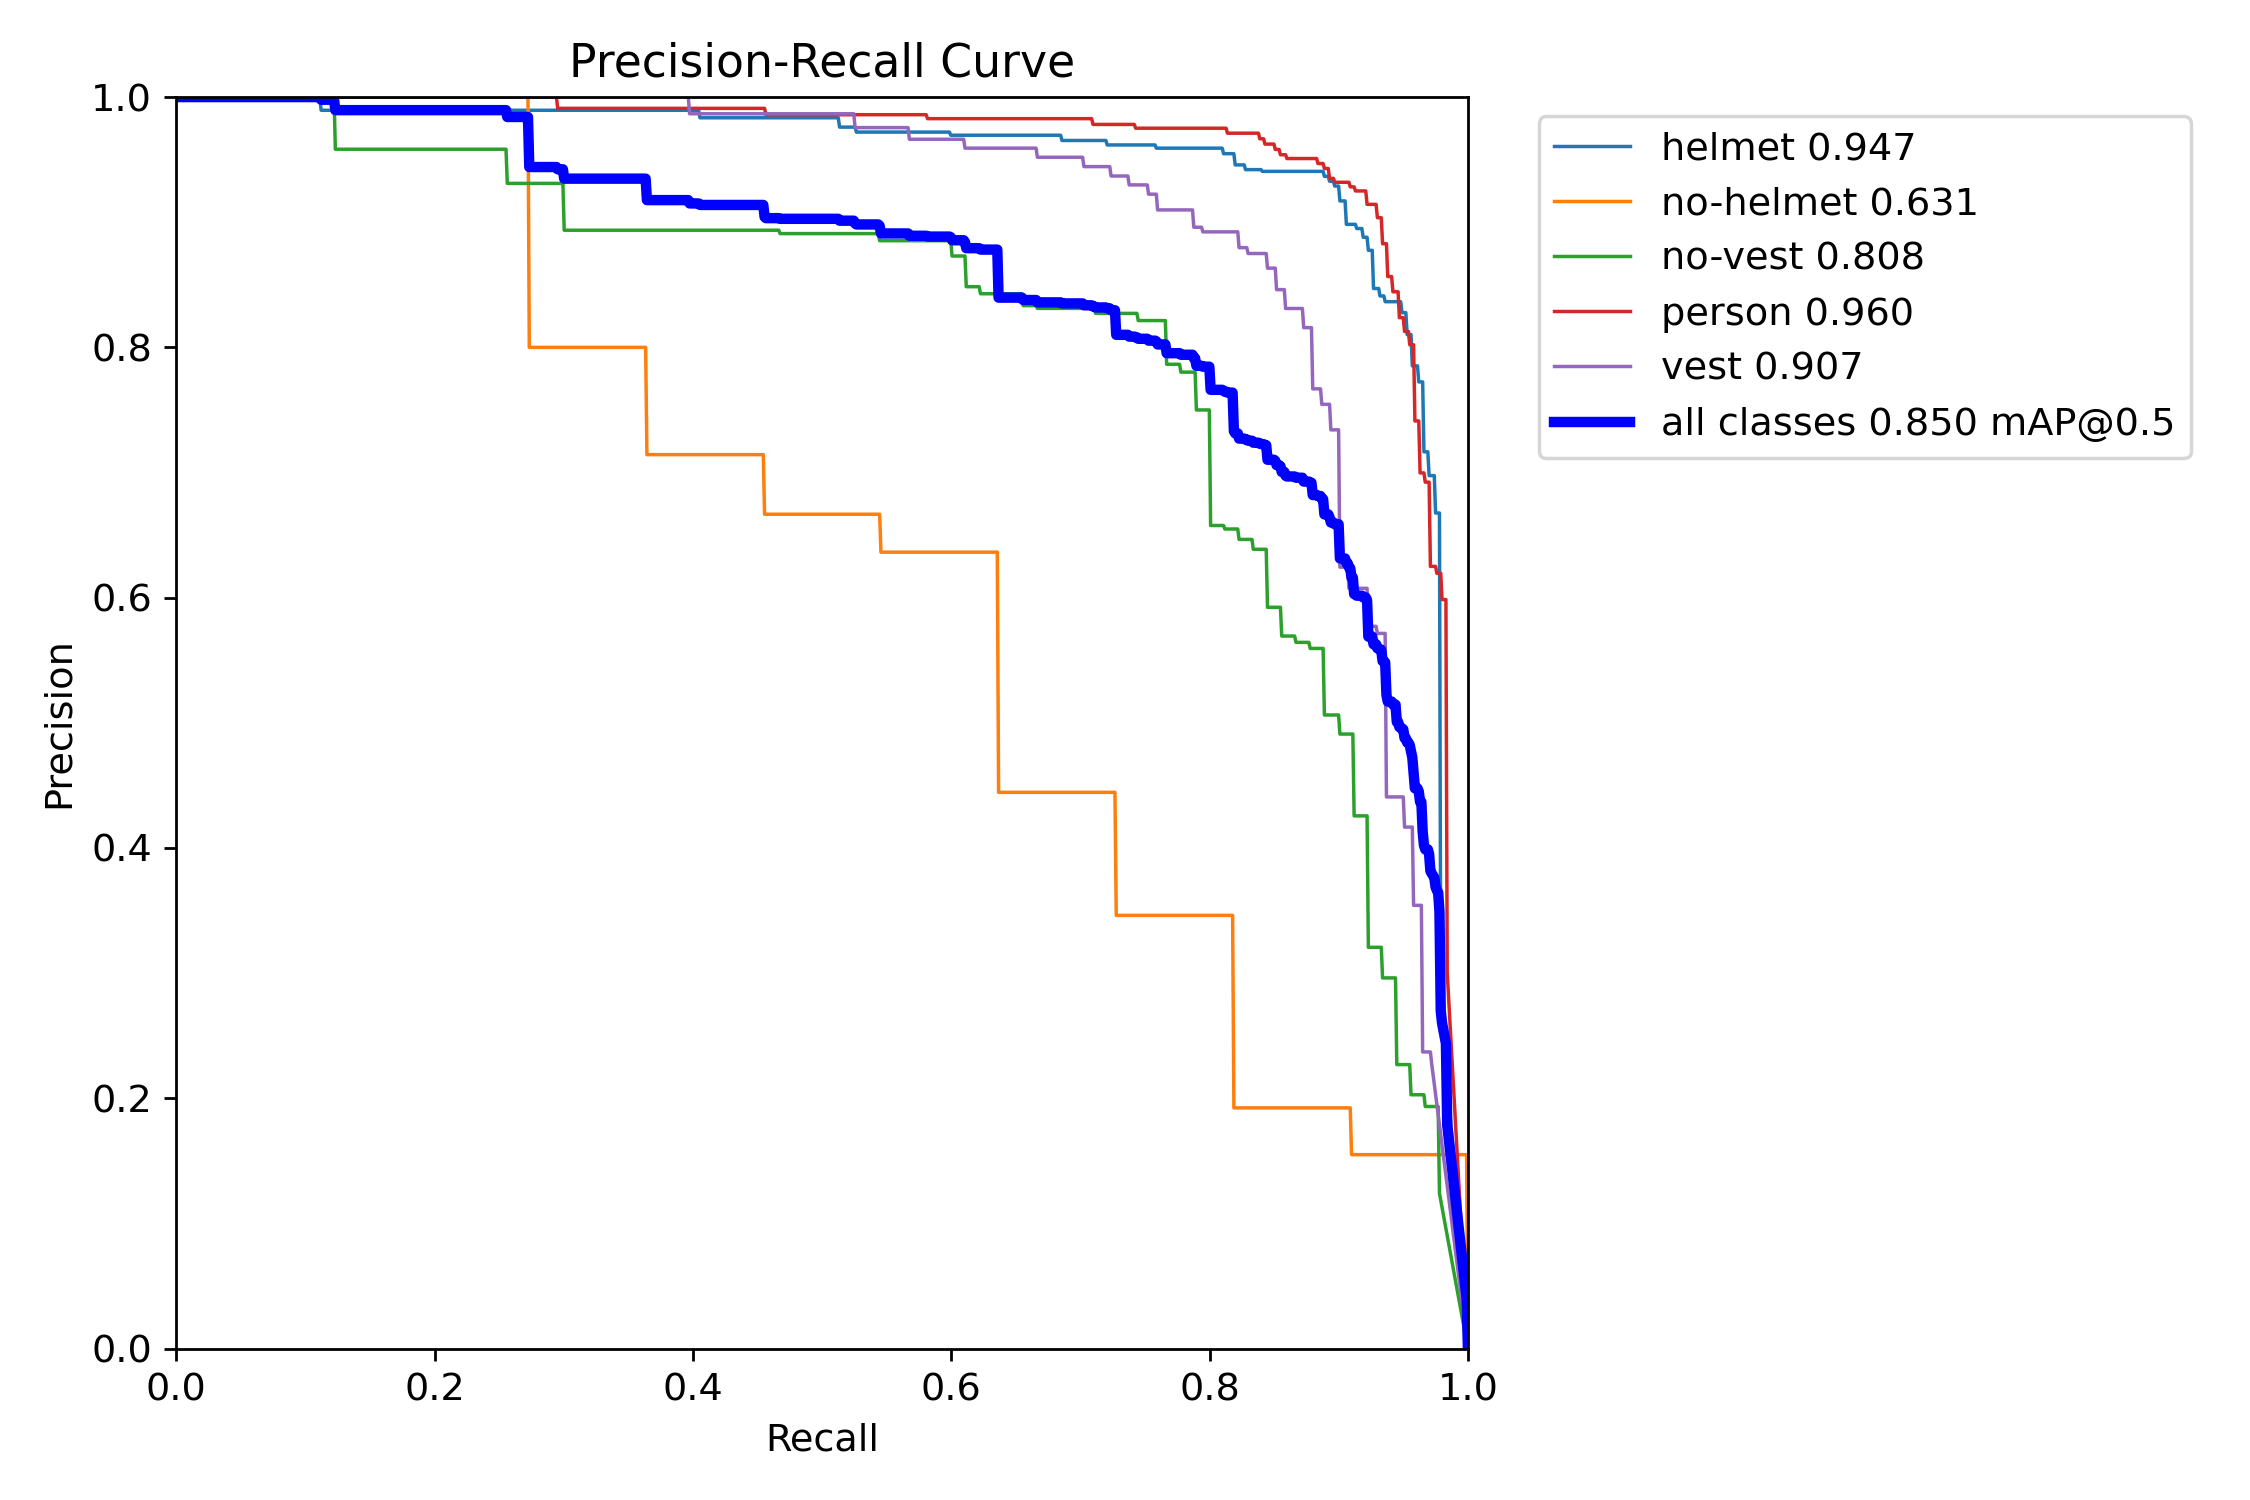 Precision-Recall Curve
1.0
0.8
0.6
0.4
0.2
0.0
Precision
0.0 0.2 0.4 0.6 0.8 1.0
Recall
helmet 0.947
no-helmet 0.631
no-vest 0.808
person 0.960
vest 0.907
all classes 0.850 mAP@0.5